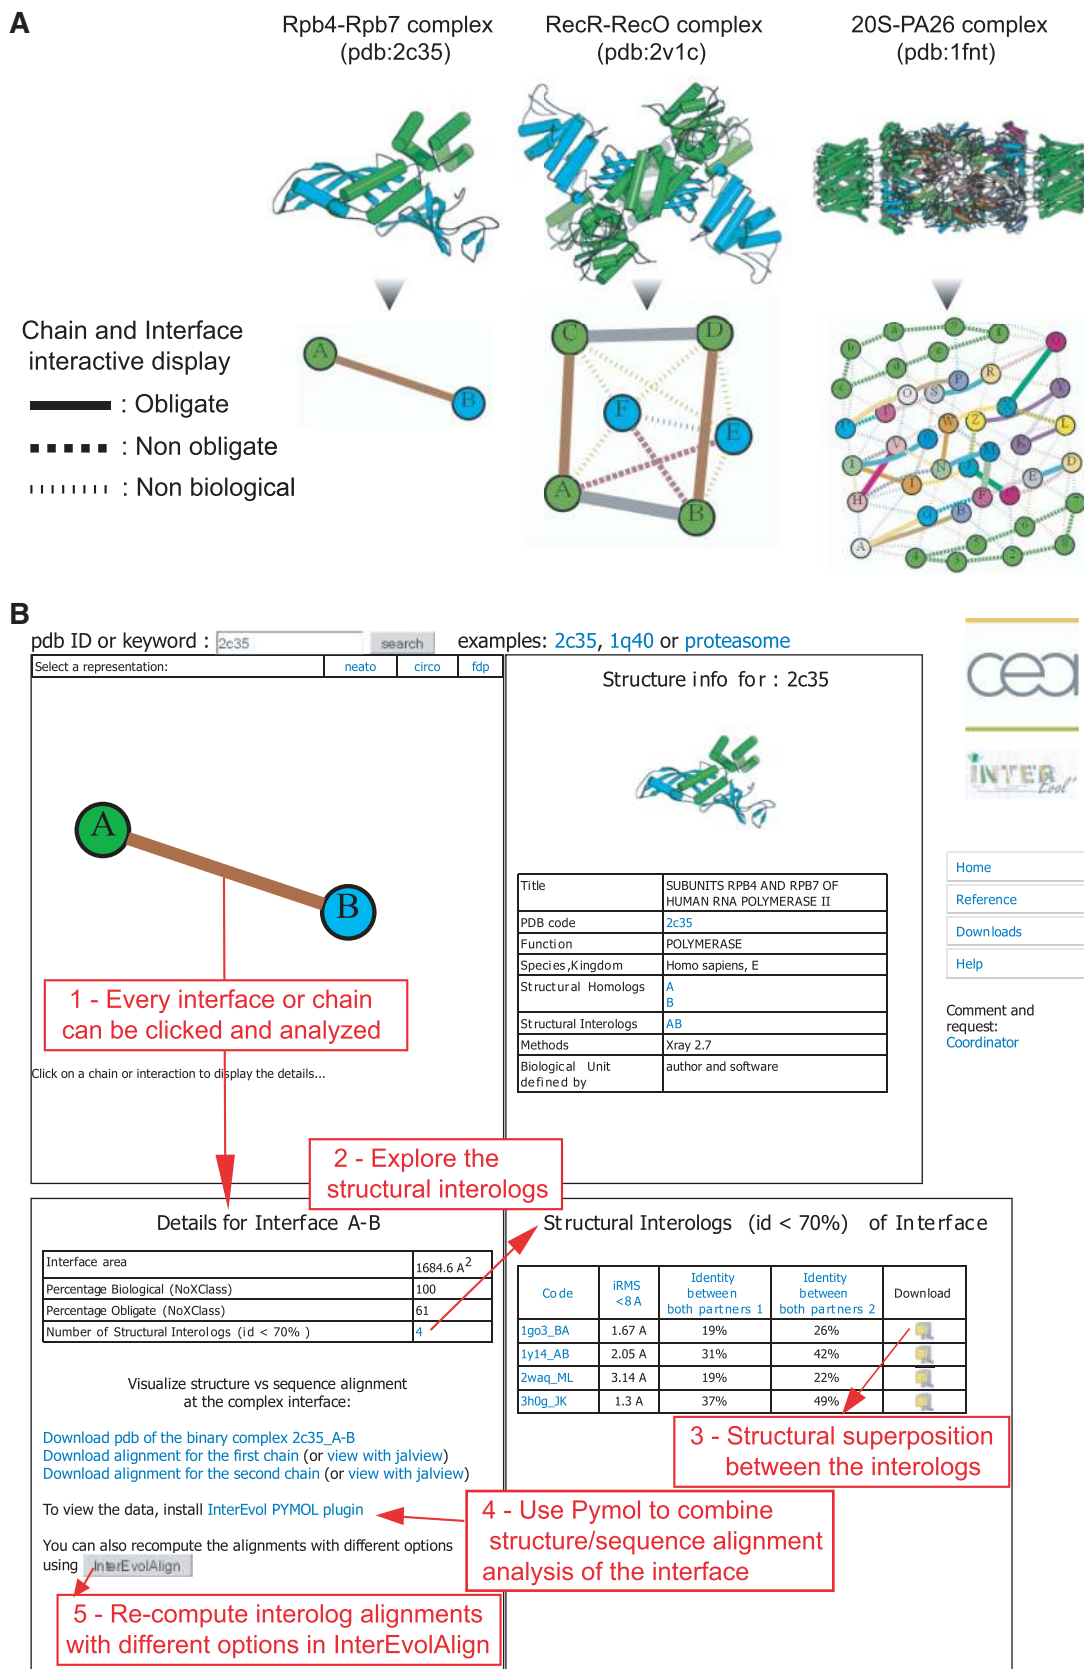 A
Rpb4-Rpb7 complex
(pdb:2c35)
RecR-RecO complex
(pdb:2v1c)
20S-PA26 complex
(pdb:1fnt)
Chain and Interface
interactive display
: Obligate
: Non obligate
: Non biological
A
B
C
D
F
E
A
B
B
pdb ID or keyword : 2c35 search examples: 2c35, 1q40 or proteasome
Select a representation: neato circo fdp
A
B
1 - Every interface or chain
can be clicked and analyzed
Click on a chain or interaction to display the details...
Structure info for : 2c35
Title SUBUNITS RPB4 AND RPB7 OF
HUMAN RNA POLYMERASE II
PDB code 2c35
Function POLYMERASE
Species,Kingdom Homo sapiens, E
Structural Homologs A
B
Structural Interologs AB
Methods Xray 2.7
Biological Unit author and software
defined by
cea
INTER
Evol
Home
Reference
Downloads
Help
Comment and
request:
Coordinator
2 - Explore the
structural interologs
Details for Interface A-B
Interface area 1684.6 A2
Percentage Biological (NoXClass) 100
Percentage Obligate (NoXClass) 61
Number of Structural Interologs (id < 70% ) 4
Visualize structure vs sequence alignment
at the complex interface:
Download pdb of the binary complex 2c35_A-B
Download alignment for the first chain (or view with jalview)
Download alignment for the second chain (or view with jalview)
To view the data, install InterEvol PYMOL plugin
You can also recompute the alignments with different options
using InterEvolAlign
Structural Interologs (id < 70%) of Interface
Code iRMS <8 A Identity between both partners 1 Identity between both partners 2 Download
1go3_BA 1.67 A 19% 26%
1y14_AB 2.05 A 31% 42%
2waq_ML 3.14 A 19% 22%
3h0g_JK 1.3 A 37% 49%
3 - Structural superposition
between the interologs
4 - Use Pymol to combine
structure/sequence alignment
analysis of the interface
5 - Re-compute interolog alignments
with different options in InterEvolAlign